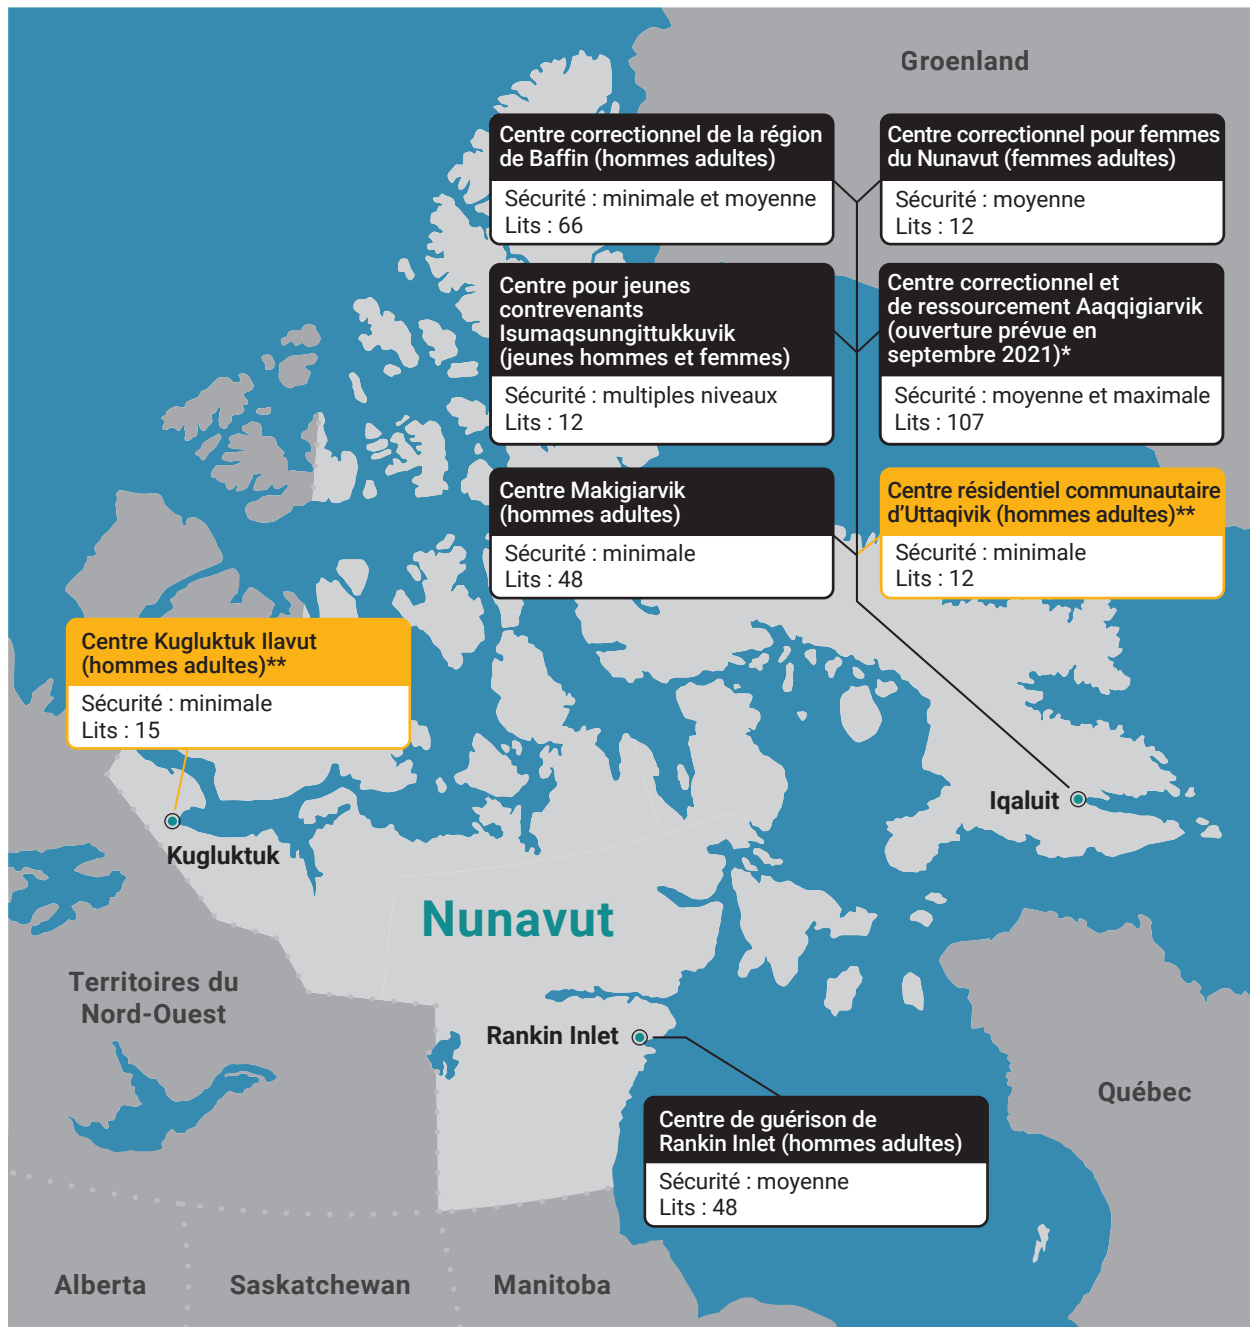 Groenland
Centre correctionnel de la région
de Baffin (hommes adultes)
Sécurité : minimale et moyenne
Lits : 66
Centre correctionnel pour femmes
du Nunavut (femmes adultes)
Sécurité : moyenne
Lits : 12
Centre pour jeunes
contrevenants
Isumaqsunngittukkuvik
(jeunes hommes et femmes)
Sécurité : multiples niveaux
Lits : 12
Centre correctionnel et
de ressourcement Aaqqigiarvik
(ouverture prévue en
septembre 2021)*
Sécurité : moyenne et maximale
Lits : 107
Centre Makigiarvik
(hommes adultes)
Sécurité : minimale
Lits : 48
Centre résidentiel communautaire
d'Uttaqivik (hommes adultes)**
Sécurité : minimale
Lits : 12
Centre Kugluktuk Ilavut
(hommes adultes)**
Sécurité : minimale
Lits : 15
Iqaluit
Kugluktuk
Nunavut
Territoires du
Nord-Ouest
Rankin Inlet
Québec
Centre de guérison de
Rankin Inlet (hommes adultes)
Sécurité : moyenne
Lits : 48
Alberta
Saskatchewan
Manitoba